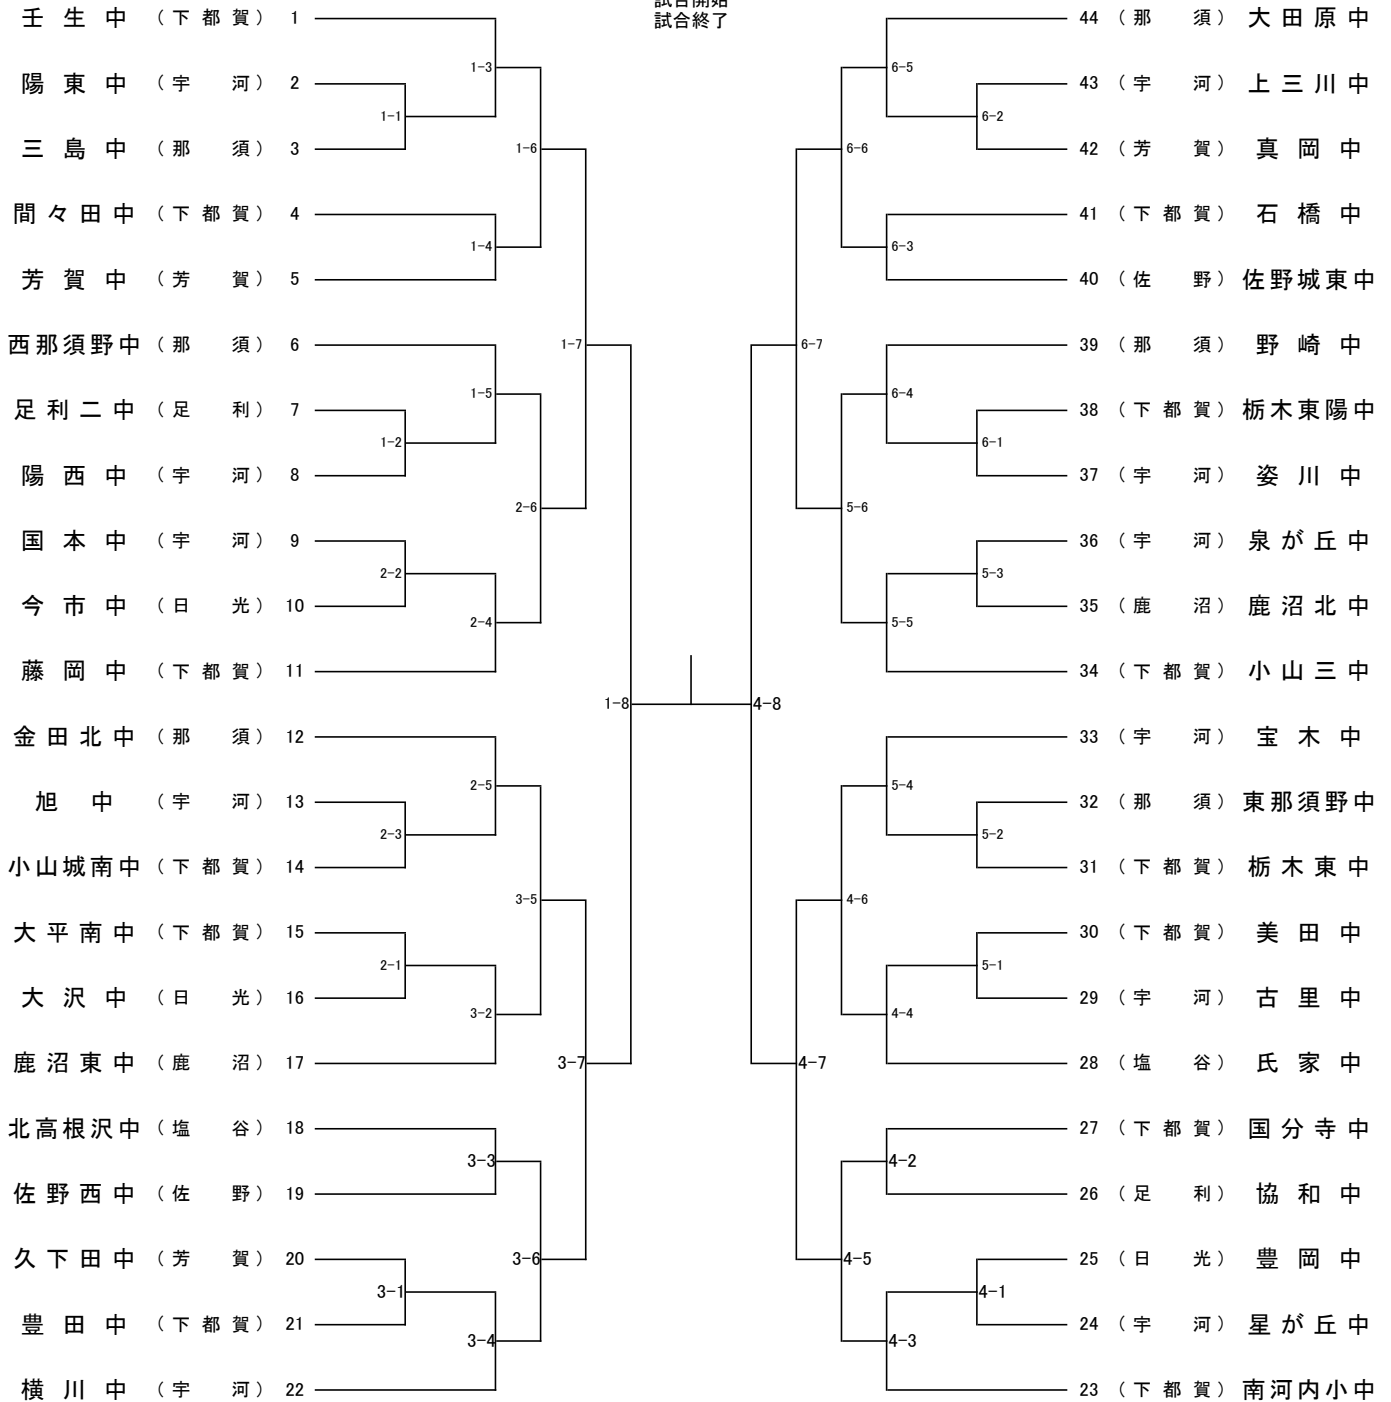 試合開始
試合終了
壬生中 （下都賀） 1
陽東中 （宇河） 2
三島中 （那須） 3
間々田中 （下都賀） 4
芳賀中 （芳賀） 5
西那須野中 （那須） 6
足利二中 （足利） 7
陽西中 （宇河） 8
国本中 （宇河） 9
今市中 （日光） 10
藤岡中 （下都賀） 11
金田北中 （那須） 12
旭中 （宇河） 13
小山城南中 （下都賀） 14
大平南中 （下都賀） 15
大沢中 （日光） 16
鹿沼東中 （鹿沼） 17
北高根沢中 （塩谷） 18
佐野西中 （佐野） 19
久下田中 （芳賀） 20
豊田中 （下都賀） 21
横川中 （宇河） 22
1-3
1-1
1-6
1-4
1-7
1-5
1-2
2-6
2-2
2-4
1-8
2-5
2-3
3-5
2-1
3-2
3-7
3-3
3-6
3-1
3-4
44 （那須） 大田原中
43 （宇河） 上三川中
42 （芳賀） 真岡中
41 （下都賀） 石橋中
40 （佐野） 佐野城東中
39 （那須） 野崎中
38 （下都賀） 栃木東陽中
37 （宇河） 姿川中
36 （宇河） 泉が丘中
35 （鹿沼） 鹿沼北中
34 （下都賀） 小山三中
33 （宇河） 宝木中
32 （那須） 東那須野中
31 （下都賀） 栃木東中
30 （下都賀） 美田中
29 （宇河） 古里中
28 （塩谷） 氏家中
27 （下都賀） 国分寺中
26 （足利） 協和中
25 （日光） 豊岡中
24 （宇河） 星が丘中
23 （下都賀） 南河内小中
6-5
6-2
6-6
6-3
6-7
6-4
6-1
5-6
5-3
5-5
4-8
5-4
5-2
4-6
5-1
4-4
4-7
4-2
4-5
4-1
4-3